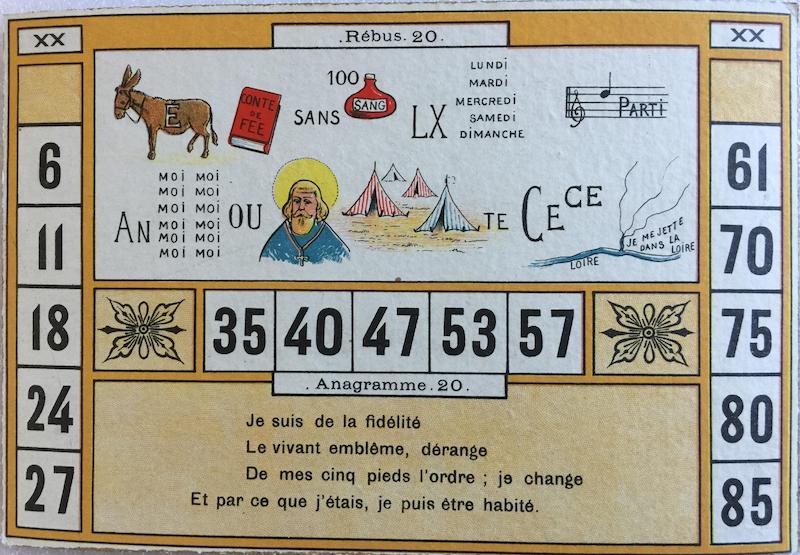 XX
.Rébus. 20.
XX
É
CONTE
DE
FÉE
SANS
100
SANG
LX
LUNDI
MARDI
MERCREDI
SAMEDI
DIMANCHE
PARTI
AN
MOI MOI
MOI MOI
MOI MOI
MOI MOI
MOI MOI
MOI MOI
OU
TE
CE
CE
LOIRE
JE ME JETTE
DANS LA
LOIRE
6
11
18
24
27
35 40 47 53 57
61
70
75
80
85
. Anagramme. 20.
Je suis de la fidélité
Le vivant emblême, dérange
De mes cinq pieds l'ordre ; je change
Et par ce que j'étais, je puis être habité.